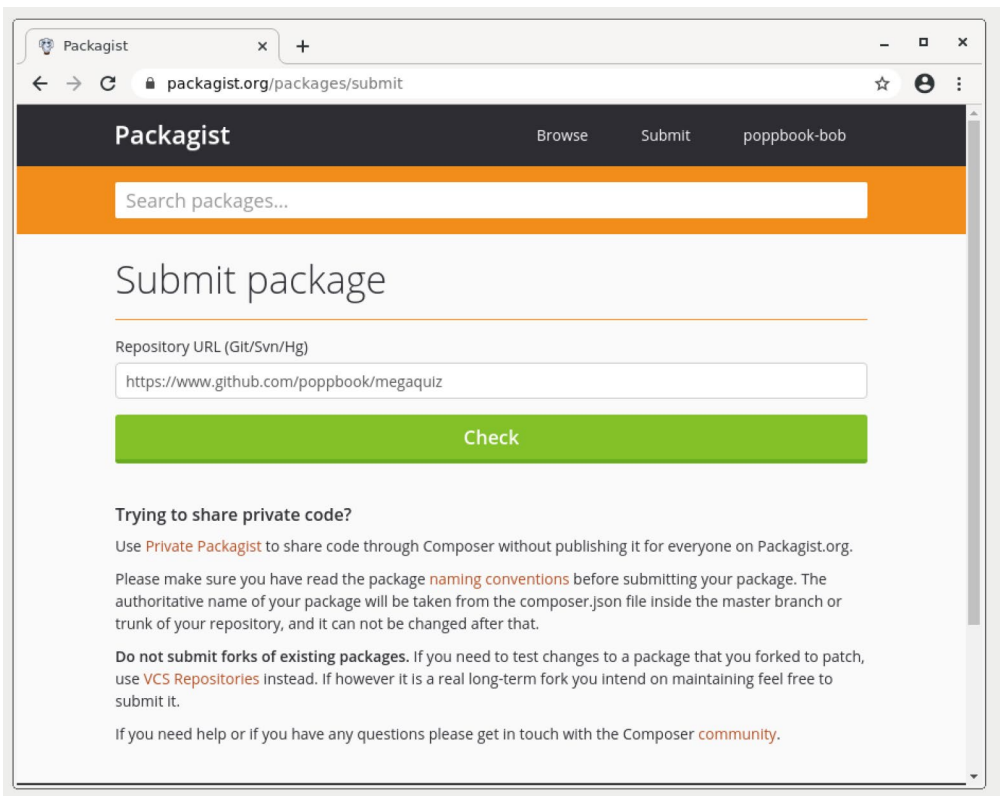 Packagist
packagist.org/packages/submit
Packagist Browse Submit poppbook-bob
Search packages...
Submit package
Repository URL (Git/Svn/Hg)
https://www.github.com/poppbook/megaquiz
Check
Trying to share private code?
Use Private Packagist to share code through Composer without publishing it for everyone on Packagist.org.
Please make sure you have read the package naming conventions before submitting your package. The
authoritative name of your package will be taken from the composer.json file inside the master branch or
trunk of your repository, and it can not be changed after that.
Do not submit forks of existing packages. If you need to test changes to a package that you forked to patch,
use VCS Repositories instead. If however it is a real long-term fork you intend on maintaining feel free to
submit it.
If you need help or if you have any questions please get in touch with the Composer community.